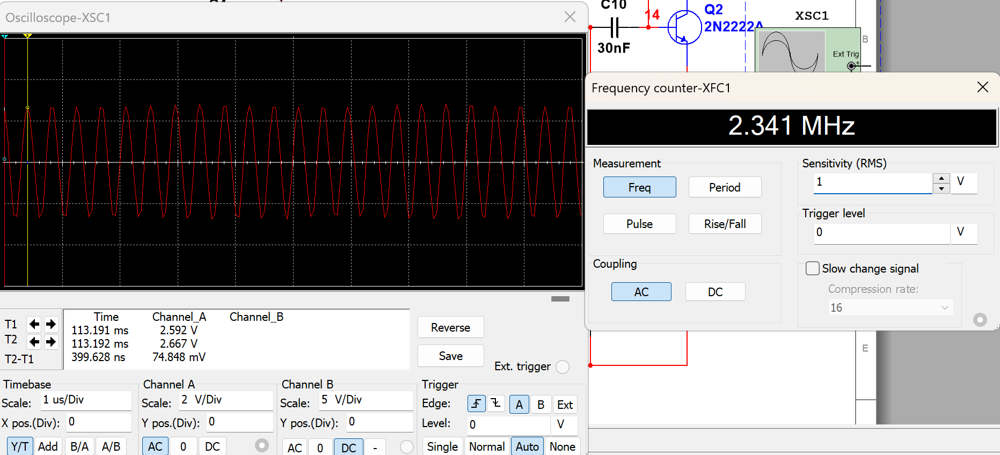 Oscilloscope-XSC1
1
2
Time Channel_A Channel_B
T1 113.191 ms 2.592 V
T2 113.192 ms 2.667 V
T2-T1 399.628 ns 74.848 mV
Reverse
Save
Ext. trigger
Timebase
Scale: 1 us/Div
X pos.(Div): 0
Y/T Add B/A A/B
Channel A
Scale: 2 V/Div
Y pos.(Div): 0
AC 0 DC
Channel B
Scale: 5 V/Div
Y pos.(Div): 0
AC 0 DC -
Trigger
Edge: A B Ext
Level: 0 V
Single Normal Auto None
C10
30nF
14
Q2
2N2222A
XSC1
Ext Trig
+
B
E
Frequency counter-XFC1
2.341 MHz
Measurement
Freq Period
Pulse Rise/Fall
Coupling
AC DC
Sensitivity (RMS)
1 V
Trigger level
0 V
Slow change signal
Compression rate:
16